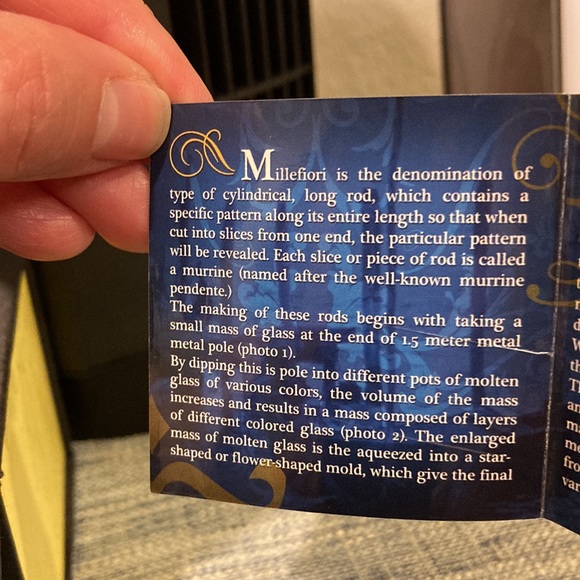 Millefiori is the denomination of
type of cylindrical, long rod, which contains a
specific pattern along its entire length so that when
cut into slices from one end, the particular pattern
will be revealed. Each slice or piece of rod is called
a murrine (named after the well-known murrine
pendente.)
The making of these rods begins with taking a
small mass of glass at the end of 1.5 meter metal
metal pole (photo 1).
By dipping this is pole into different pots of molten
glass of various colors, the volume of the mass
increases and results in a mass composed of layers
of different colored glass (photo 2). The enlarged
mass of molten glass is the aqueezed into a star-
shaped or flower-shaped mold, which give the final